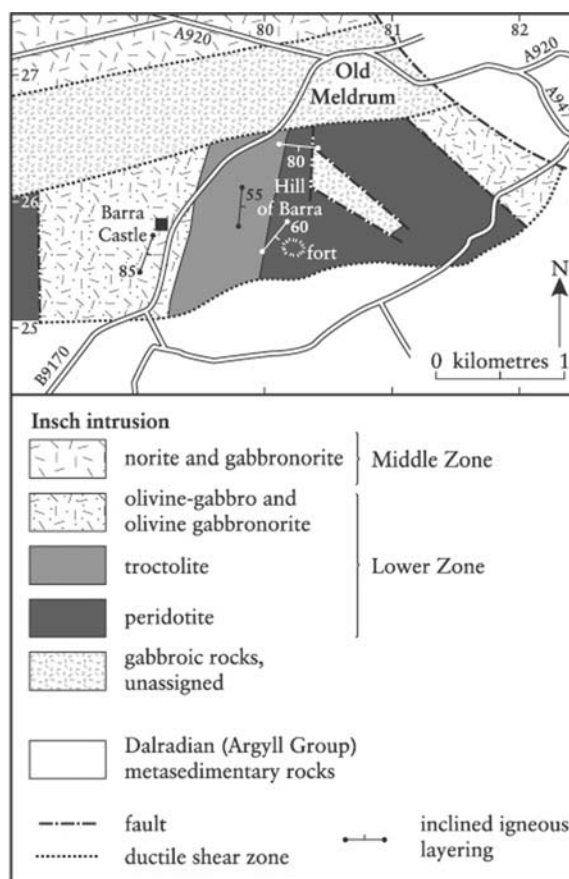 80
81
82
A920
27
Old
Meldrum
A920
A947
80
26
55
Hill
of Barra
Barra
Castle
60
fort
85
N
25
B9170
0 kilometres 1
Insch intrusion
norite and gabbronorite
Middle Zone
olivine-gabbro and
olivine gabbronorite
troctolite
Lower Zone
peridotite
gabbroic rocks,
unassigned
Dalradian (Argyll Group)
metasedimentary rocks
fault
inclined igneous
ductile shear zone
layering